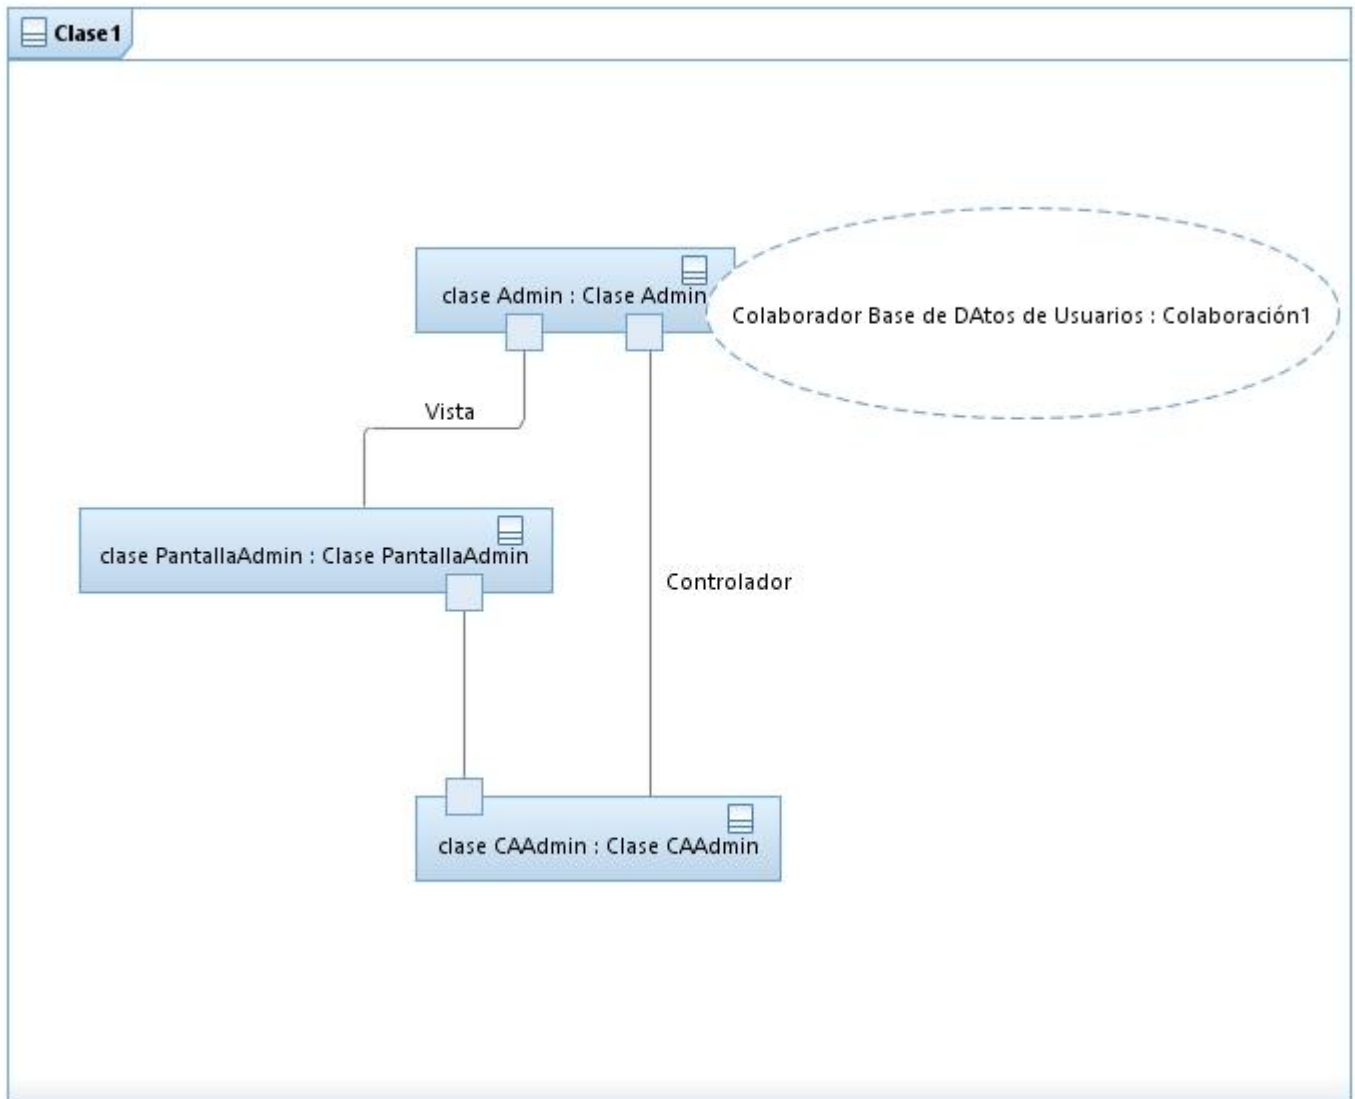 Clase1
clase Admin : Clase Admin
Colaborador Base de DAtos de Usuarios : Colaboración1
Vista
clase PantallaAdmin : Clase PantallaAdmin
Controlador
clase CAAdmin : Clase CAAdmin